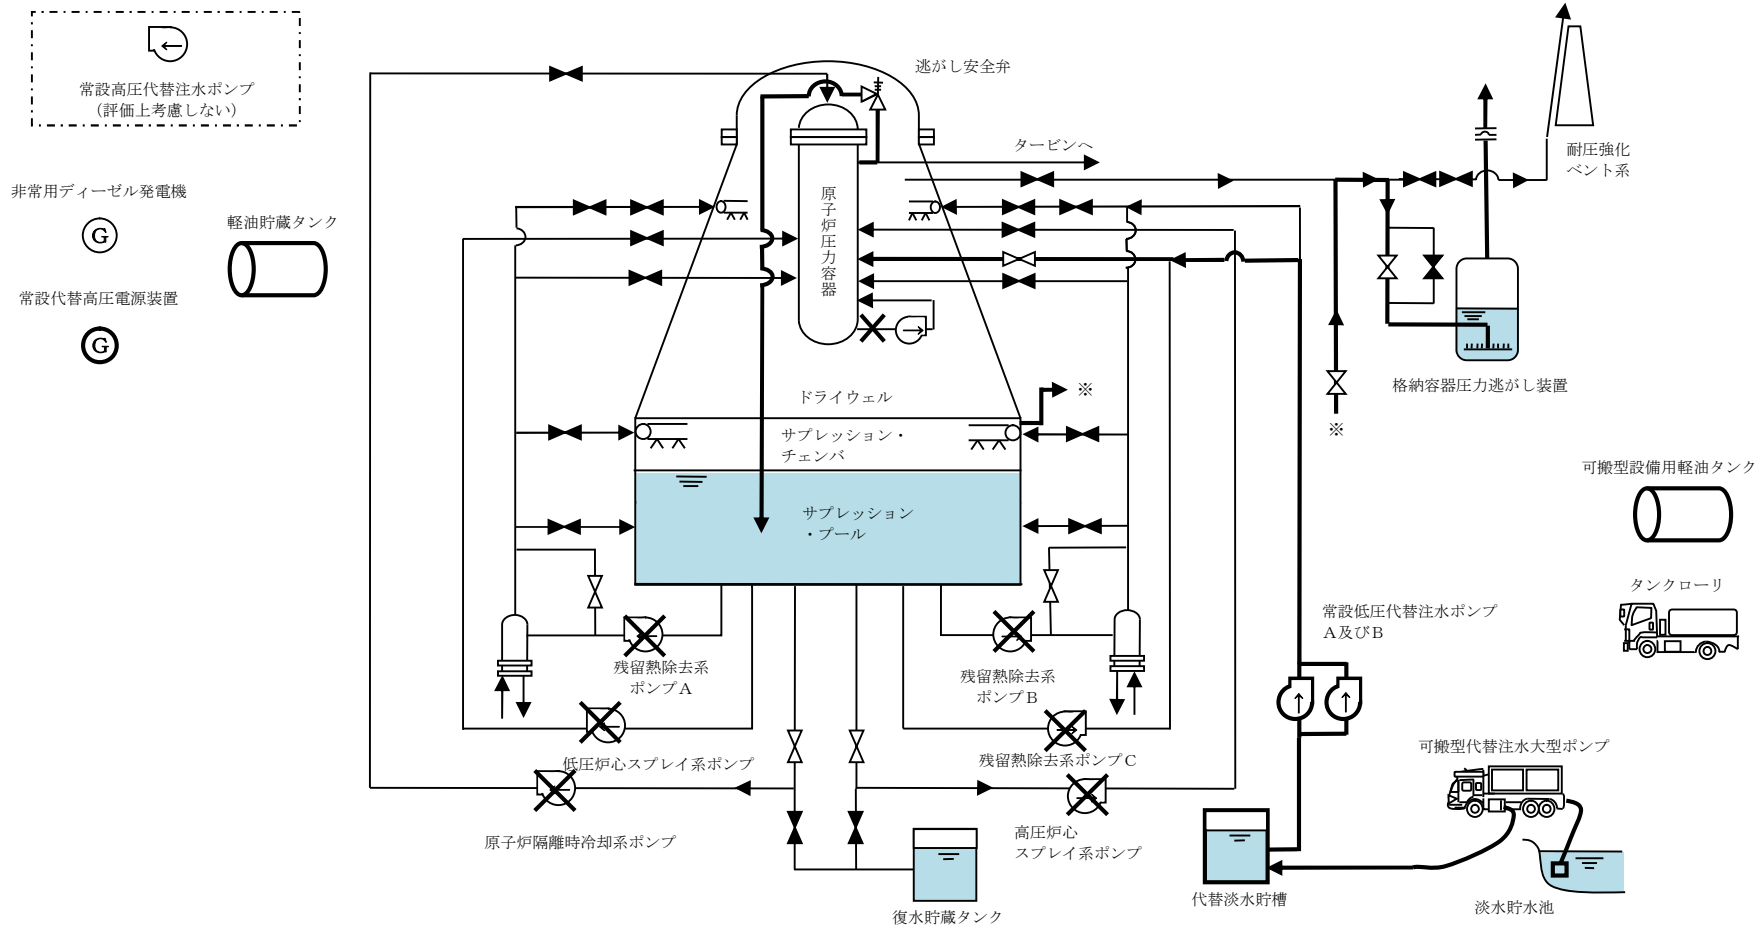 常設高圧代替注水ポンプ
（評価上考慮しない）
非常用ディーゼル発電機
G
常設代替高圧電源装置
G
軽油貯蔵タンク
逃がし安全弁
タービンへ
耐圧強化
ベント系
原子炉圧力容器
ドライウェル
※
サプレッション・
チェンバ
サプレッション
・プール
格納容器圧力逃がし装置
※
可搬型設備用軽油タンク
タンクローリ
常設低圧代替注水ポンプ
A及びB
残留熱除去系
ポンプA
残留熱除去系
ポンプB
低圧炉心スプレイ系ポンプ
残留熱除去系ポンプC
可搬型代替注水大型ポンプ
原子炉隔離時冷却系ポンプ
高圧炉心
スプレイ系ポンプ
復水貯蔵タンク
代替淡水貯槽
淡水貯水池